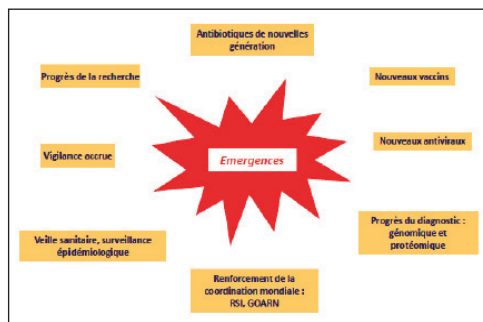 Antibiotiques de nouvelles
génération
Progrès de la recherche
Nouveaux vaccins
Vigilance accrue
Emergences
Nouveaux antiviraux
Veille sanitaire, surveillance
épidémiologique
Progrès du diagnostic :
génomique et
protéomique
Renforcement de la
coordination mondiale :
RSI, GOARN